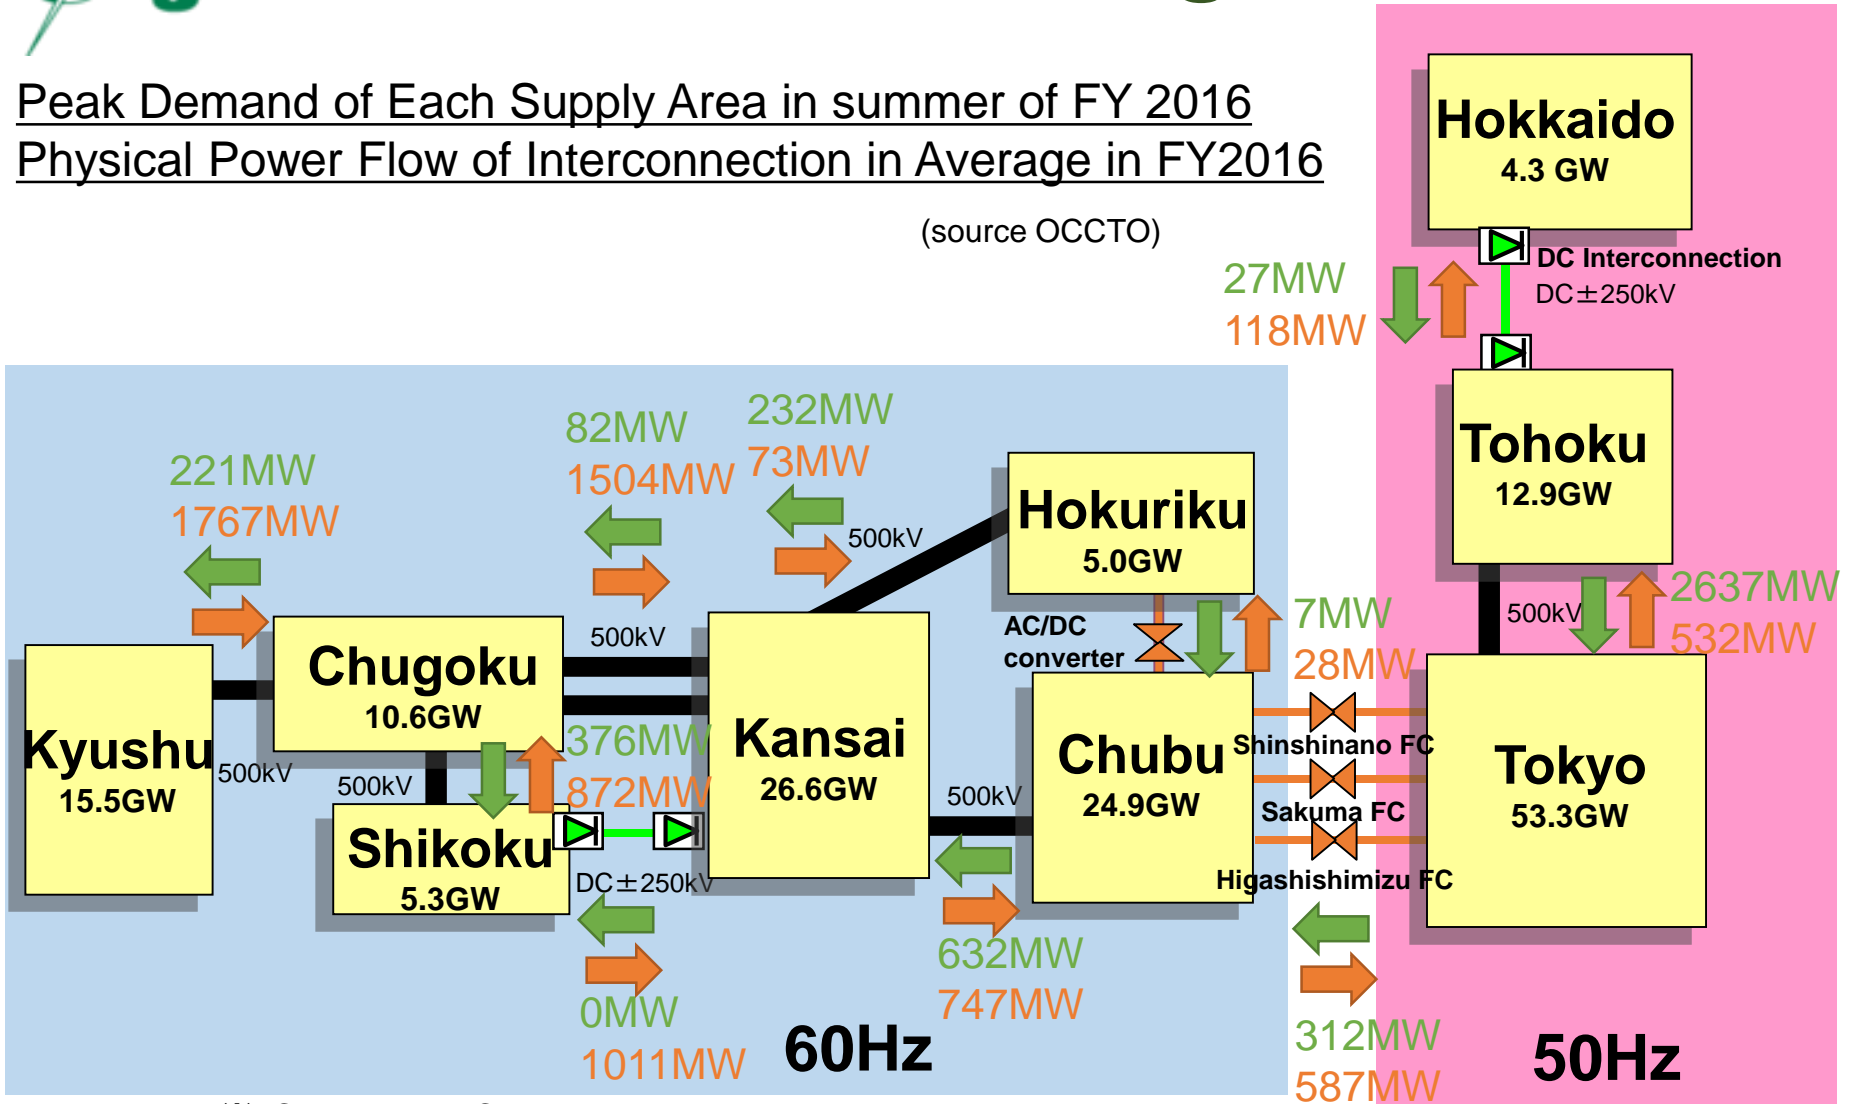 Peak Demand of Each Supply Area in summer of FY 2016
Physical Power Flow of Interconnection in Average in FY2016
(source OCCTO)
Hokkaido
4.3 GW
DC Interconnection
DC±250kV
27MW
118MW
Tohoku
12.9GW
500kV
2637MW
532MW
Tokyo
53.3GW
50Hz
221MW
1767MW
82MW
1504MW
232MW
73MW
500kV
Hokuriku
5.0GW
AC/DC
converter
7MW
28MW
Kyushu
15.5GW
500kV
Chugoku
10.6GW
500kV
500kV
376MW
872MW
Shikoku
5.3GW
DC±250kV
0MW
1011MW
Kansai
26.6GW
500kV
632MW
747MW
Chubu
24.9GW
Shinshinano FC
Sakuma FC
Higashishimizu FC
312MW
587MW
60Hz